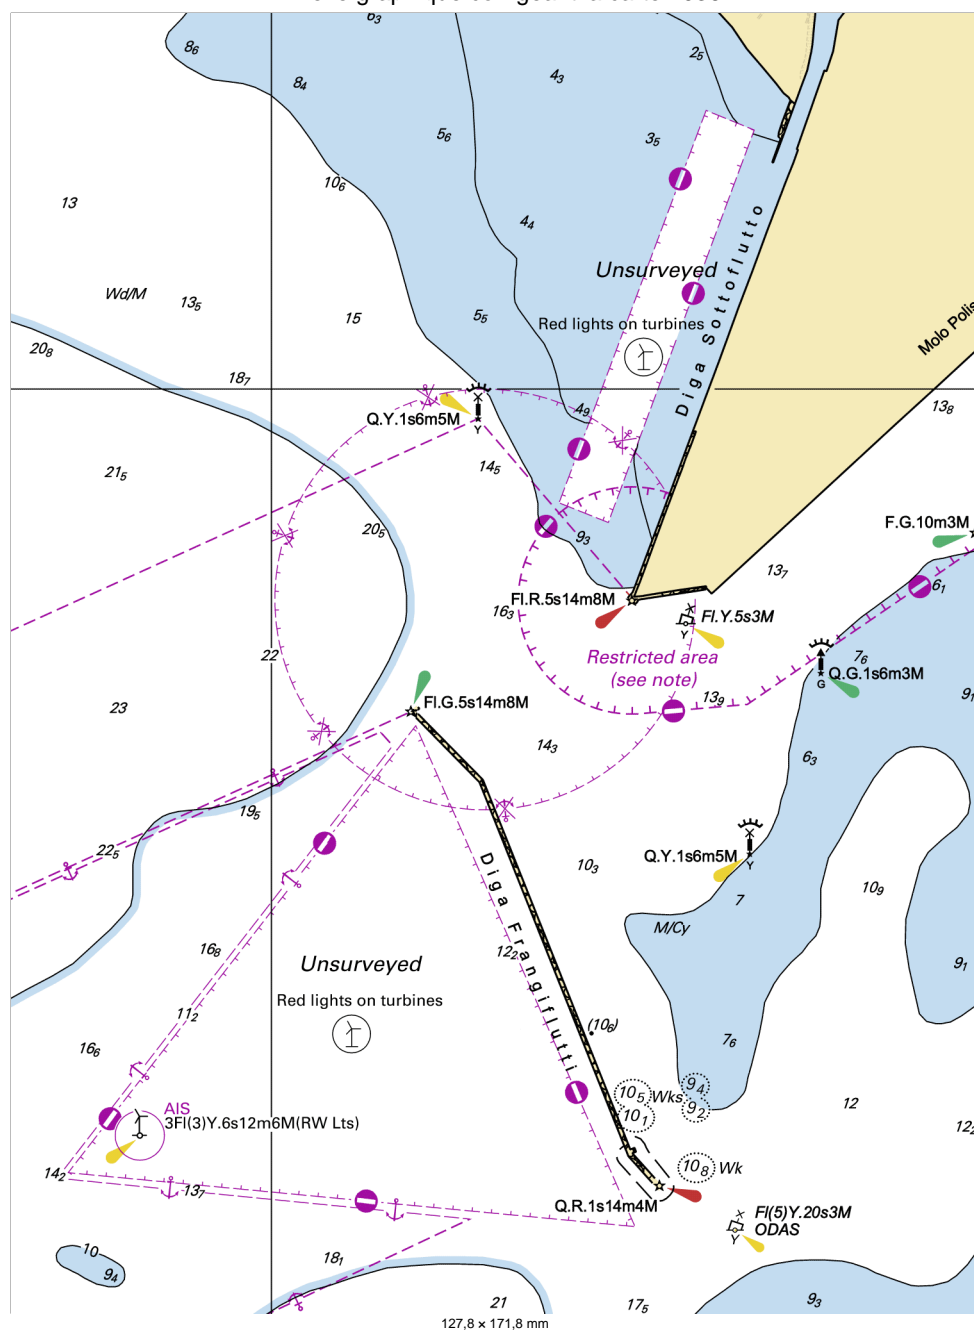 6₃
8₆
2₅
4₃
8₄
5₆
3₅
10₆
13
4₄
Unsurveyed
Wd/M
13₅
15
5₅
Red lights on turbines
Diga Sottoflutto
Molo Polis
20₈
18₇
4₉
13₈
Q.Y.1s6m5M
Y
14₅
21₅
20₅
9₃
F.G.10m3M
13₇
6₁
Fl.R.5s14m8M
16₃
Fl.Y.5s3M
Y
22
Restricted area
(see note)
7₆
Q.G.1s6m3M
G
23
Fl.G.5s14m8M
13₉
9₁
14₃
6₃
19₅
22₅
Q.Y.1s6m5M
Y
10₃
10₉
7
M/Cy
Diga Frangiflutti
12₂
16₈
Unsurveyed
9₁
Red lights on turbines
11₂
(10₆)
16₆
7₆
10₅
Wks
9₄
10₁
9₂
12
AIS
3Fl(3)Y.6s12m6M(RW Lts)
12₂
14₂
13₇
10₈ Wk
Q.R.1s14m4M
Fl(5)Y.20s3M
ODAS
Y
10
9₄
18₁
21
17₅
9₃
127,8 × 171,8 mm